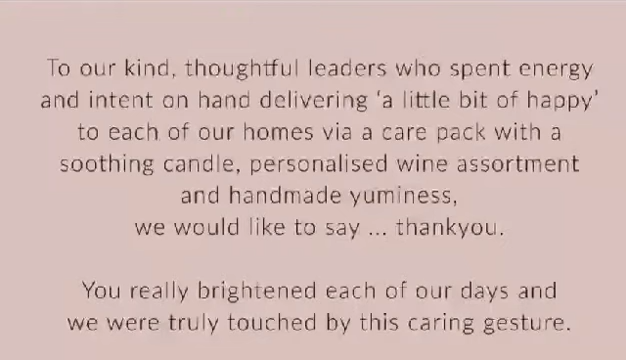 To our kind, thoughtful leaders who spent energy
and intent on hand delivering ‘a little bit of happy’
to each of our homes via a care pack with a
soothing candle, personalised wine assortment
and handmade yuminess,
we would like to say ... thankyou.
You really brightened each of our days and
we were truly touched by this caring gesture.